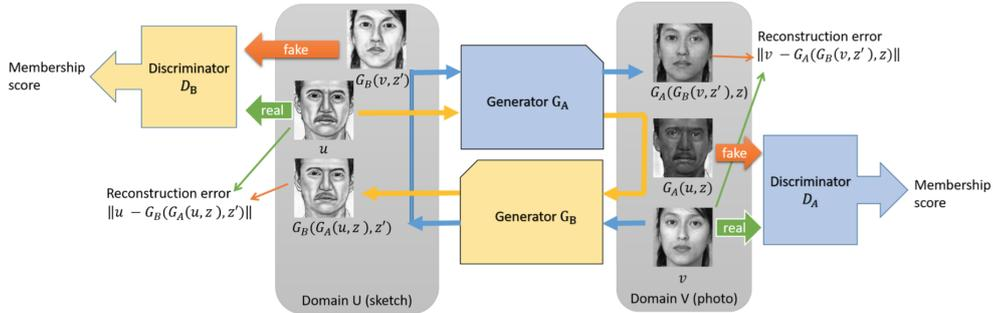 Membership
score
Discriminator
D_B
fake
real
G_B(v, z')
u
Reconstruction error
‖u − G_B(G_A(u, z), z')‖
G_B(G_A(u, z), z')
Domain U (sketch)
Generator G_A
Generator G_B
G_A(G_B(v, z'), z)
G_A(u, z)
v
Domain V (photo)
Reconstruction error
‖v − G_A(G_B(v, z'), z)‖
fake
real
Discriminator
D_A
Membership
score